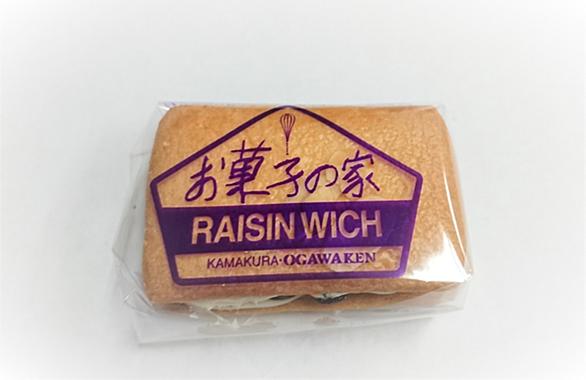 お菓子の家
RAISIN WICH
KAMAKURA・OGAWAKEN